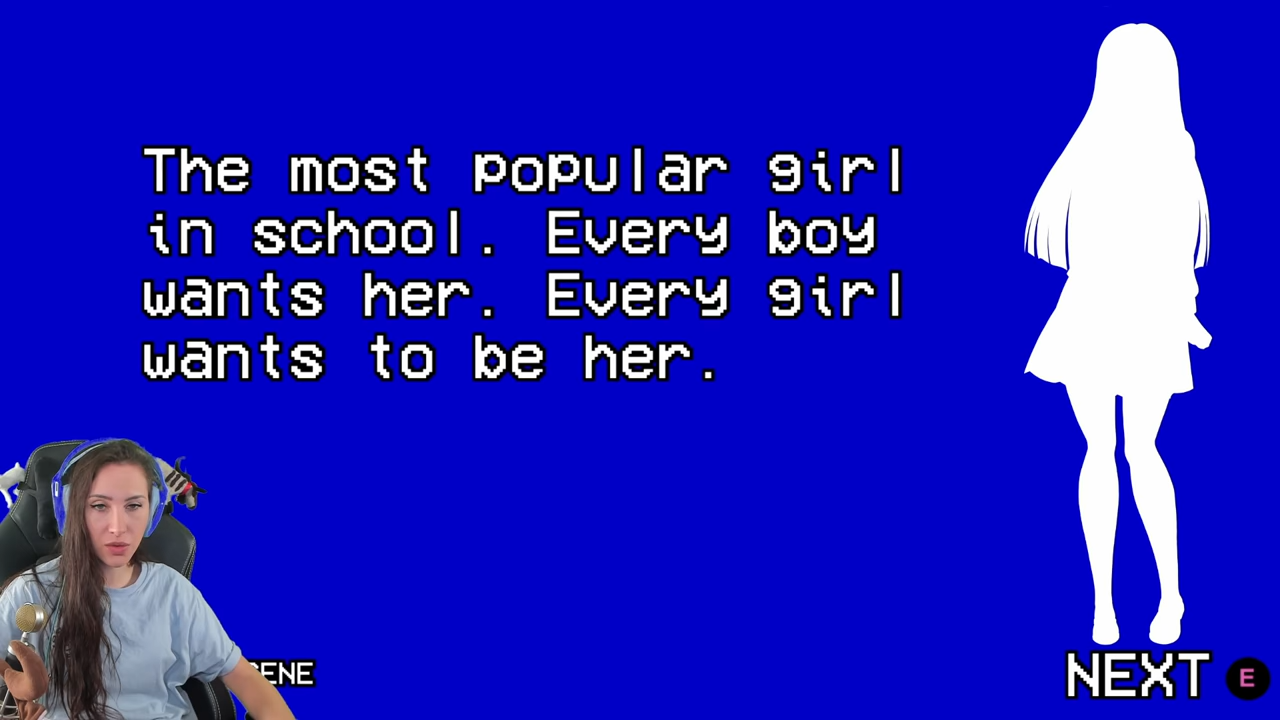 The most popular girl
in school. Every boy
wants her. Every girl
wants to be her.
NEXT E